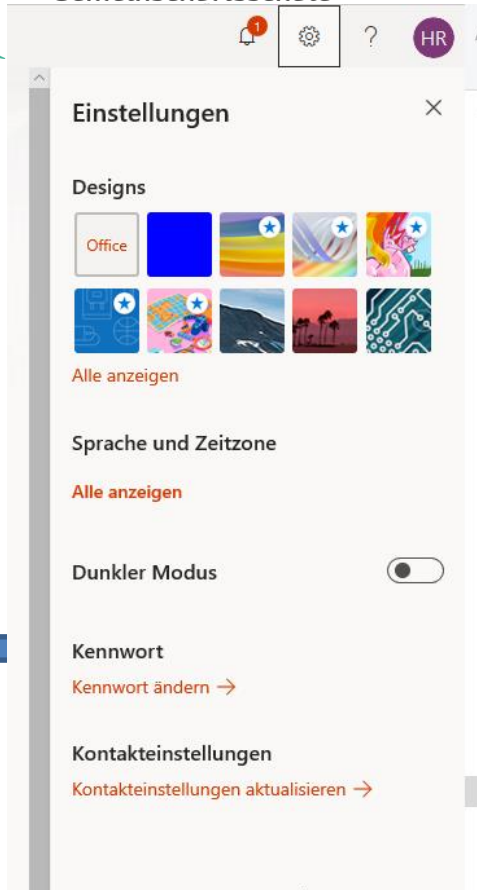 1
?
HR
Einstellungen
Designs
Office
Alle anzeigen
Sprache und Zeitzone
Alle anzeigen
Dunkler Modus
Kennwort
Kennwort ändern →
Kontakteinstellungen
Kontakteinstellungen aktualisieren →